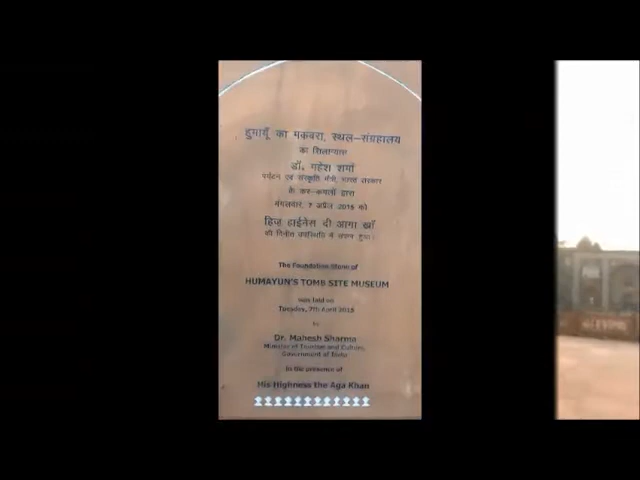 हुमायूँ का मकबरा, स्थल-संग्रहालय
का शिलान्यास
डॉ. महेश शर्मा
पर्यटन एवं संस्कृति मंत्री, भारत सरकार
के कर-कमलों द्वारा
मंगलवार, 7 अप्रैल 2015 को
हिज हाईनेस दी आगा खाँ
की उपस्थिति में हुआ
The Foundation Stone of
HUMAYUN'S TOMB SITE MUSEUM
was laid on
Tuesday, 7th April 2015
by
Dr. Mahesh Sharma
Minister of Tourism and Culture,
Government of India
In the presence of
His Highness the Aga Khan